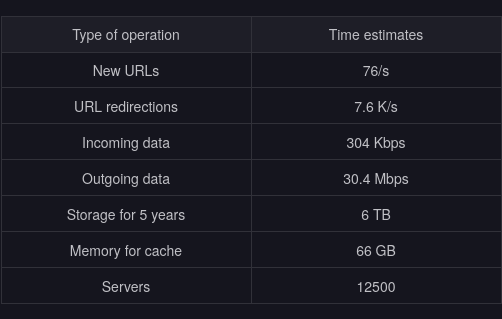 Type of operation Time estimates
New URLs 76/s
URL redirections 7.6 K/s
Incoming data 304 Kbps
Outgoing data 30.4 Mbps
Storage for 5 years 6 TB
Memory for cache 66 GB
Servers 12500